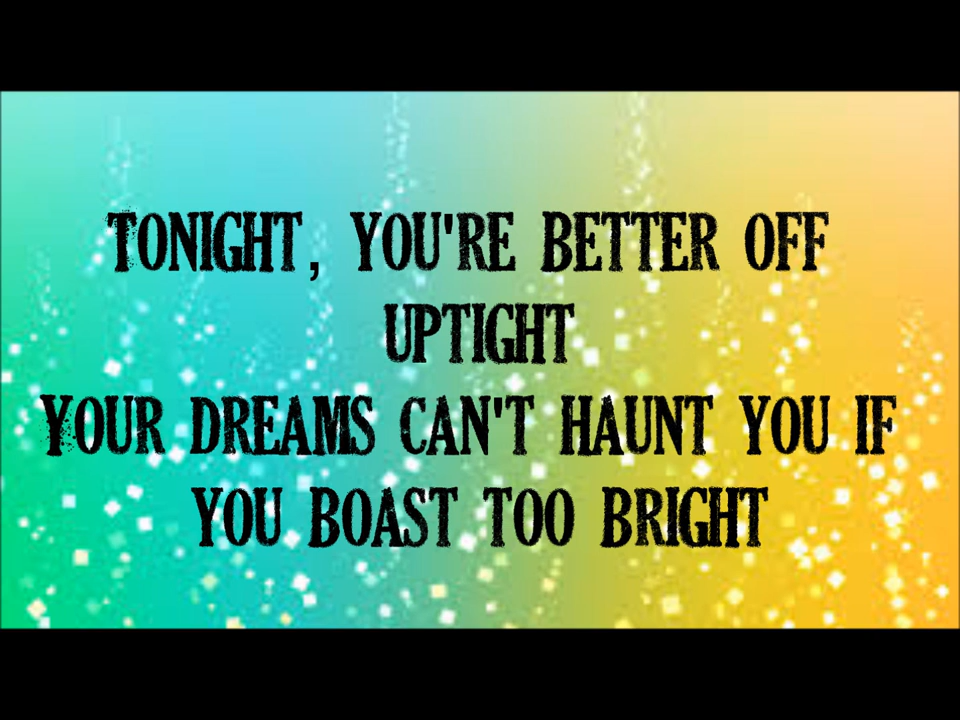 TONIGHT, YOU'RE BETTER OFF
UPTIGHT
YOUR DREAMS CAN'T HAUNT YOU IF
YOU BOAST TOO BRIGHT